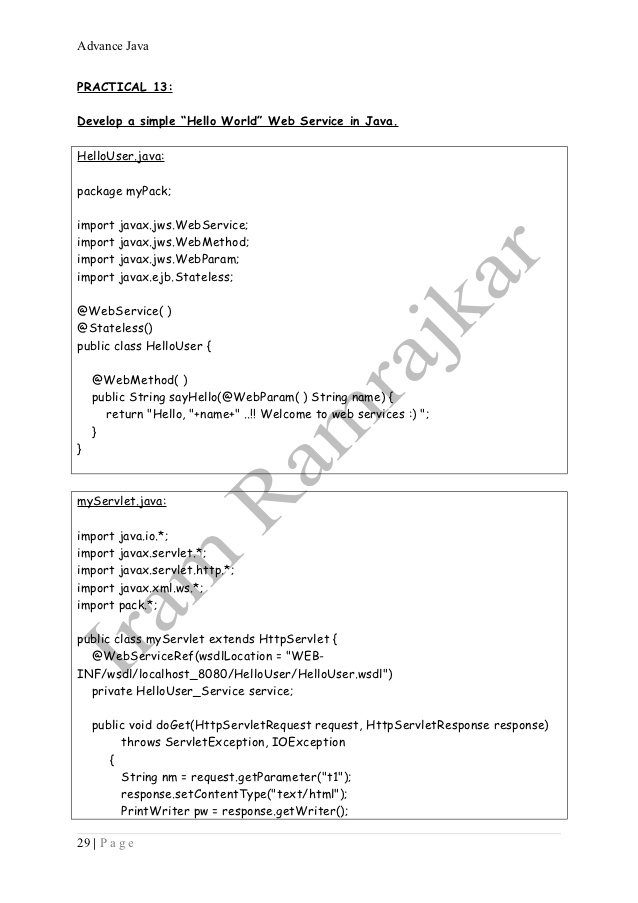 Advance Java
PRACTICAL 13:
Develop a simple “Hello World” Web Service in Java.
HelloUser.java:
package myPack;
import javax.jws.WebService;
import javax.jws.WebMethod;
import javax.jws.WebParam;
import javax.ejb.Stateless;
@WebService( )
@Stateless()
public class HelloUser {
@WebMethod( )
public String sayHello(@WebParam( ) String name) {
return "Hello, "+name+" ..!! Welcome to web services :) ";
}
}
myServlet.java:
import java.io.*;
import javax.servlet.*;
import javax.servlet.http.*;
import javax.xml.ws.*;
import pack.*;
public class myServlet extends HttpServlet {
@WebServiceRef(wsdlLocation = "WEB-
INF/wsdl/localhost_8080/HelloUser/HelloUser.wsdl")
private HelloUser_Service service;
public void doGet(HttpServletRequest request, HttpServletResponse response)
throws ServletException, IOException
{
String nm = request.getParameter("t1");
response.setContentType("text/html");
PrintWriter pw = response.getWriter();
29 | P a g e
Iram Ramrajkar